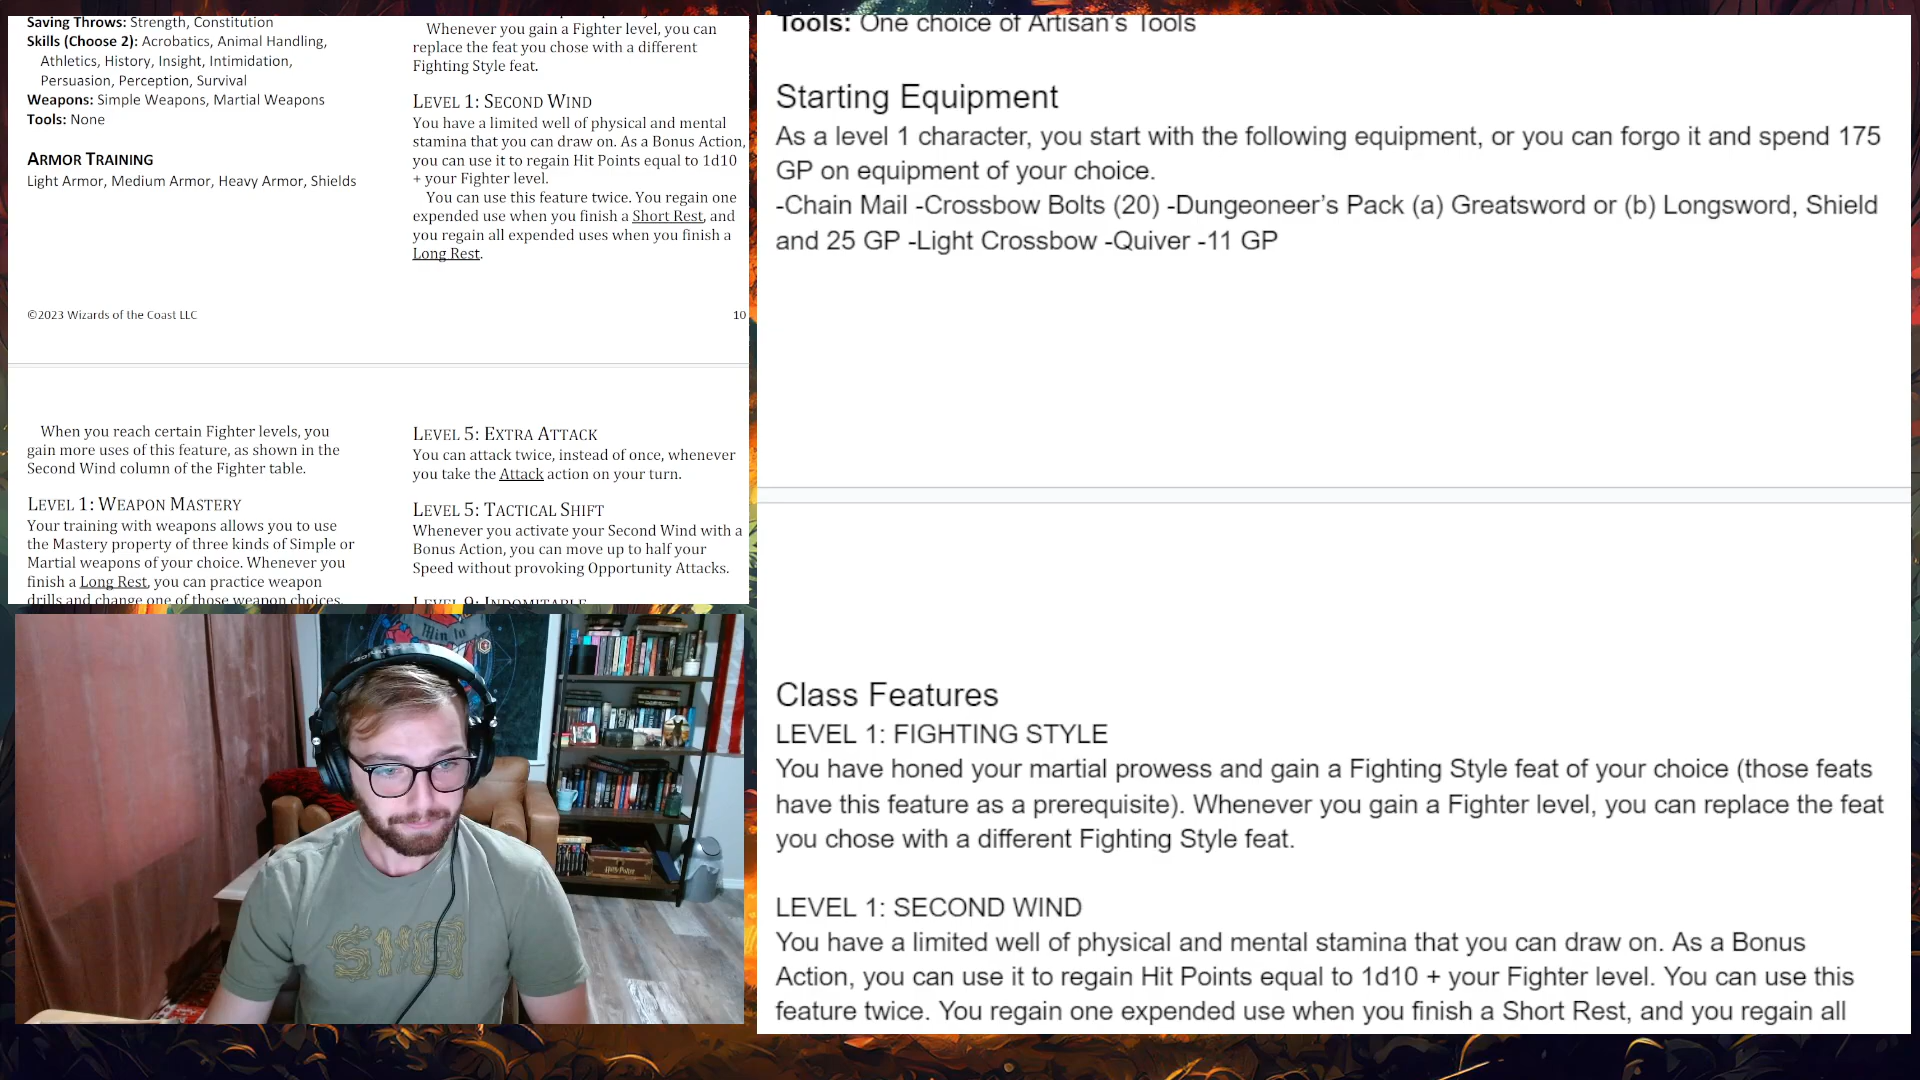 Saving Throws: Strength, Constitution
Skills (Choose 2): Acrobatics, Animal Handling,
Athletics, History, Insight, Intimidation,
Persuasion, Perception, Survival
Weapons: Simple Weapons, Martial Weapons
Tools: None
ARMOR TRAINING
Light Armor, Medium Armor, Heavy Armor, Shields
Whenever you gain a Fighter level, you can
replace the feat you chose with a different
Fighting Style feat.
LEVEL 1: SECOND WIND
You have a limited well of physical and mental
stamina that you can draw on. As a Bonus Action,
you can use it to regain Hit Points equal to 1d10
+ your Fighter level.
You can use this feature twice. You regain one
expended use when you finish a Short Rest, and
you regain all expended uses when you finish a
Long Rest.
©2023 Wizards of the Coast LLC
10
When you reach certain Fighter levels, you
gain more uses of this feature, as shown in the
Second Wind column of the Fighter table.
LEVEL 1: WEAPON MASTERY
Your training with weapons allows you to use
the Mastery property of three kinds of Simple or
Martial weapons of your choice. Whenever you
finish a Long Rest, you can practice weapon
drills and change one of those weapon choices.
LEVEL 5: EXTRA ATTACK
You can attack twice, instead of once, whenever
you take the Attack action on your turn.
LEVEL 5: TACTICAL SHIFT
Whenever you activate your Second Wind with a
Bonus Action, you can move up to half your
Speed without provoking Opportunity Attacks.
LEVEL 9: INDOMITABLE
Tools: One choice of Artisan's Tools
Starting Equipment
As a level 1 character, you start with the following equipment, or you can forgo it and spend 175
GP on equipment of your choice.
-Chain Mail -Crossbow Bolts (20) -Dungeoneer's Pack (a) Greatsword or (b) Longsword, Shield
and 25 GP -Light Crossbow -Quiver -11 GP
Class Features
LEVEL 1: FIGHTING STYLE
You have honed your martial prowess and gain a Fighting Style feat of your choice (those feats
have this feature as a prerequisite). Whenever you gain a Fighter level, you can replace the feat
you chose with a different Fighting Style feat.
LEVEL 1: SECOND WIND
You have a limited well of physical and mental stamina that you can draw on. As a Bonus
Action, you can use it to regain Hit Points equal to 1d10 + your Fighter level. You can use this
feature twice. You regain one expended use when you finish a Short Rest, and you regain all
Min In
Harry Potter